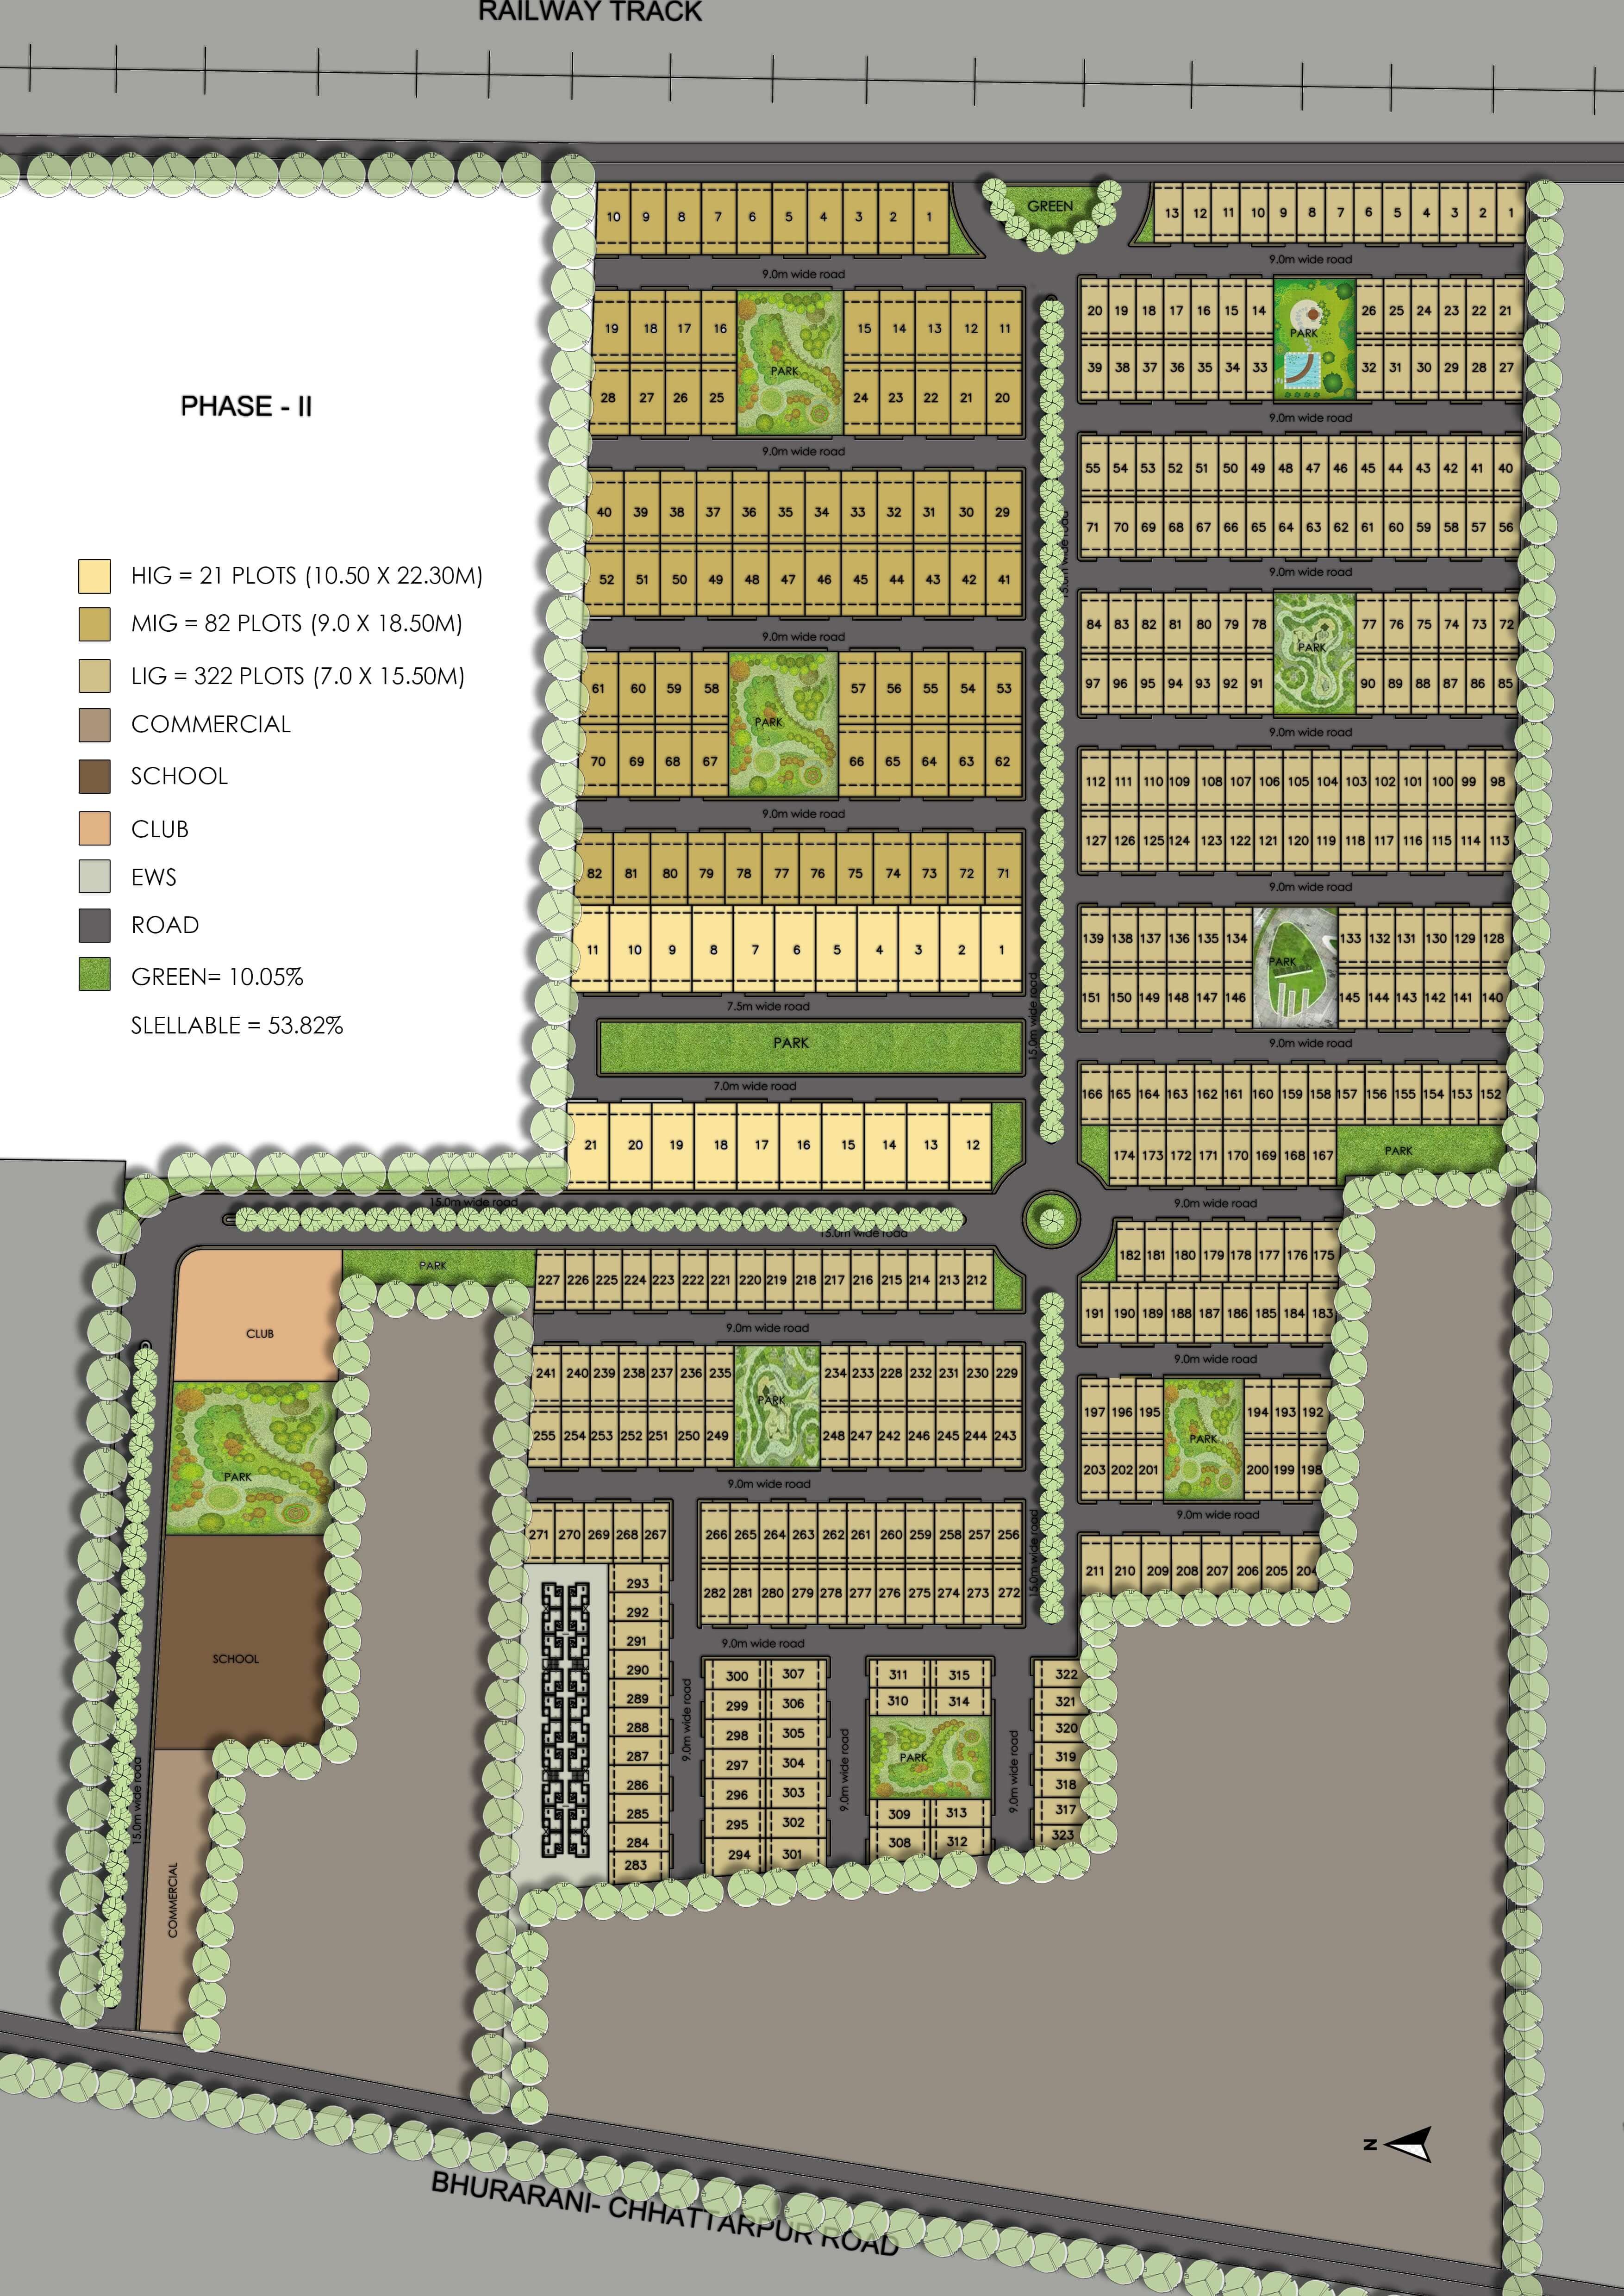 RAILWAY TRACK
10 9 8 7 6 5 4 3 2 1
GREEN
13 12 11 10 9 8 7 6 5 4 3 2 1
9.0m wide road
9.0m wide road
19 18 17 16 PARK 15 14 13 12 11
28 27 26 25 24 23 22 21 20
20 19 18 17 16 15 14 PARK 26 25 24 23 22 21
39 38 37 36 35 34 33 32 31 30 29 28 27
PHASE - II
9.0m wide road
9.0m wide road
40 39 38 37 36 35 34 33 32 31 30 29
52 51 50 49 48 47 46 45 44 43 42 41
55 54 53 52 51 50 49 48 47 46 45 44 43 42 41 40
71 70 69 68 67 66 65 64 63 62 61 60 59 58 57 56
15.0m wide road
HIG = 21 PLOTS (10.50 X 22.30M)
MIG = 82 PLOTS (9.0 X 18.50M)
LIG = 322 PLOTS (7.0 X 15.50M)
COMMERCIAL
SCHOOL
CLUB
EWS
ROAD
GREEN= 10.05%
SLELLABLE = 53.82%
9.0m wide road
9.0m wide road
61 60 59 58 PARK 57 56 55 54 53
70 69 68 67 66 65 64 63 62
84 83 82 81 80 79 78 PARK 77 76 75 74 73 72
97 96 95 94 93 92 91 90 89 88 87 86 85
9.0m wide road
9.0m wide road
82 81 80 79 78 77 76 75 74 73 72 71
11 10 9 8 7 6 5 4 3 2 1
112 111 110 109 108 107 106 105 104 103 102 101 100 99 98
127 126 125 124 123 122 121 120 119 118 117 116 115 114 113
9.0m wide road
7.5m wide road
PARK
7.0m wide road
15.0m wide road
139 138 137 136 135 134 PARK 133 132 131 130 129 128
151 150 149 148 147 146 145 144 143 142 141 140
9.0m wide road
21 20 19 18 17 16 15 14 13 12
166 165 164 163 162 161 160 159 158 157 156 155 154 153 152
174 173 172 171 170 169 168 167 PARK
15.0m wide road
15.0m wide road
9.0m wide road
182 181 180 179 178 177 176 175
191 190 189 188 187 186 185 184 183
CLUB
PARK
227 226 225 224 223 222 221 220 219 218 217 216 215 214 213 212
9.0m wide road
9.0m wide road
241 240 239 238 237 236 235 PARK 234 233 228 232 231 230 229
255 254 253 252 251 250 249 248 247 242 246 245 244 243
197 196 195 PARK 194 193 192
203 202 201 200 199 198
PARK
9.0m wide road
9.0m wide road
271 270 269 268 267
266 265 264 263 262 261 260 259 258 257 256
282 281 280 279 278 277 276 275 274 273 272
15.0m wide road
211 210 209 208 207 206 205 204
SCHOOL
9.0m wide road
293
292
291
290
289
288
287
286
285
284
283
9.0m wide road
300 307
299 306
298 305
297 304
296 303
295 302
294 301
9.0m wide road
311 315
310 314
PARK
309 313
308 312
9.0m wide road
322
321
320
319
318
317
323
15.0m wide road
COMMERCIAL
N
BHURARANI- CHHATTARPUR ROAD